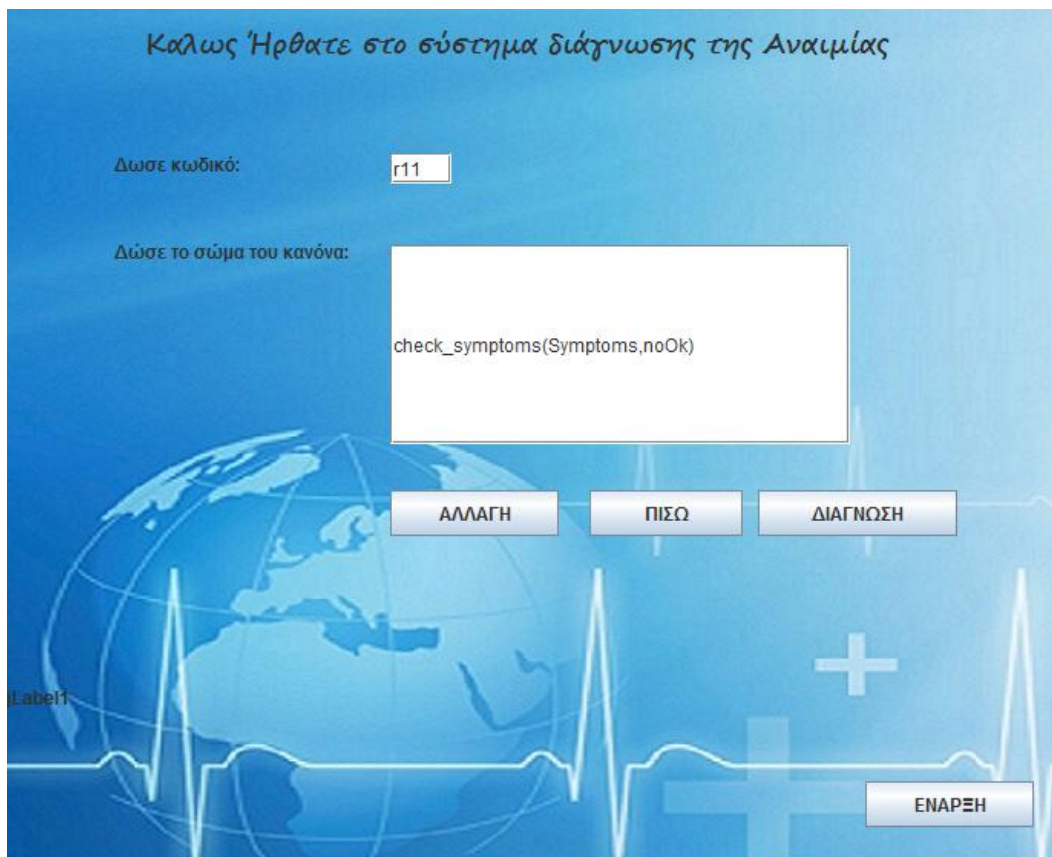 Καλως Ήρθατε στο σύστημα διάγνωσης της Αναιμίας
Δωσε κωδικό:
r11
Δώσε το σώμα του κανόνα:
check_symptoms(Symptoms,noOk)
ΑΛΛΑΓΗ
ΠΙΣΩ
ΔΙΑΓΝΩΣΗ
jLabel1
ΕΝΑΡΞΗ